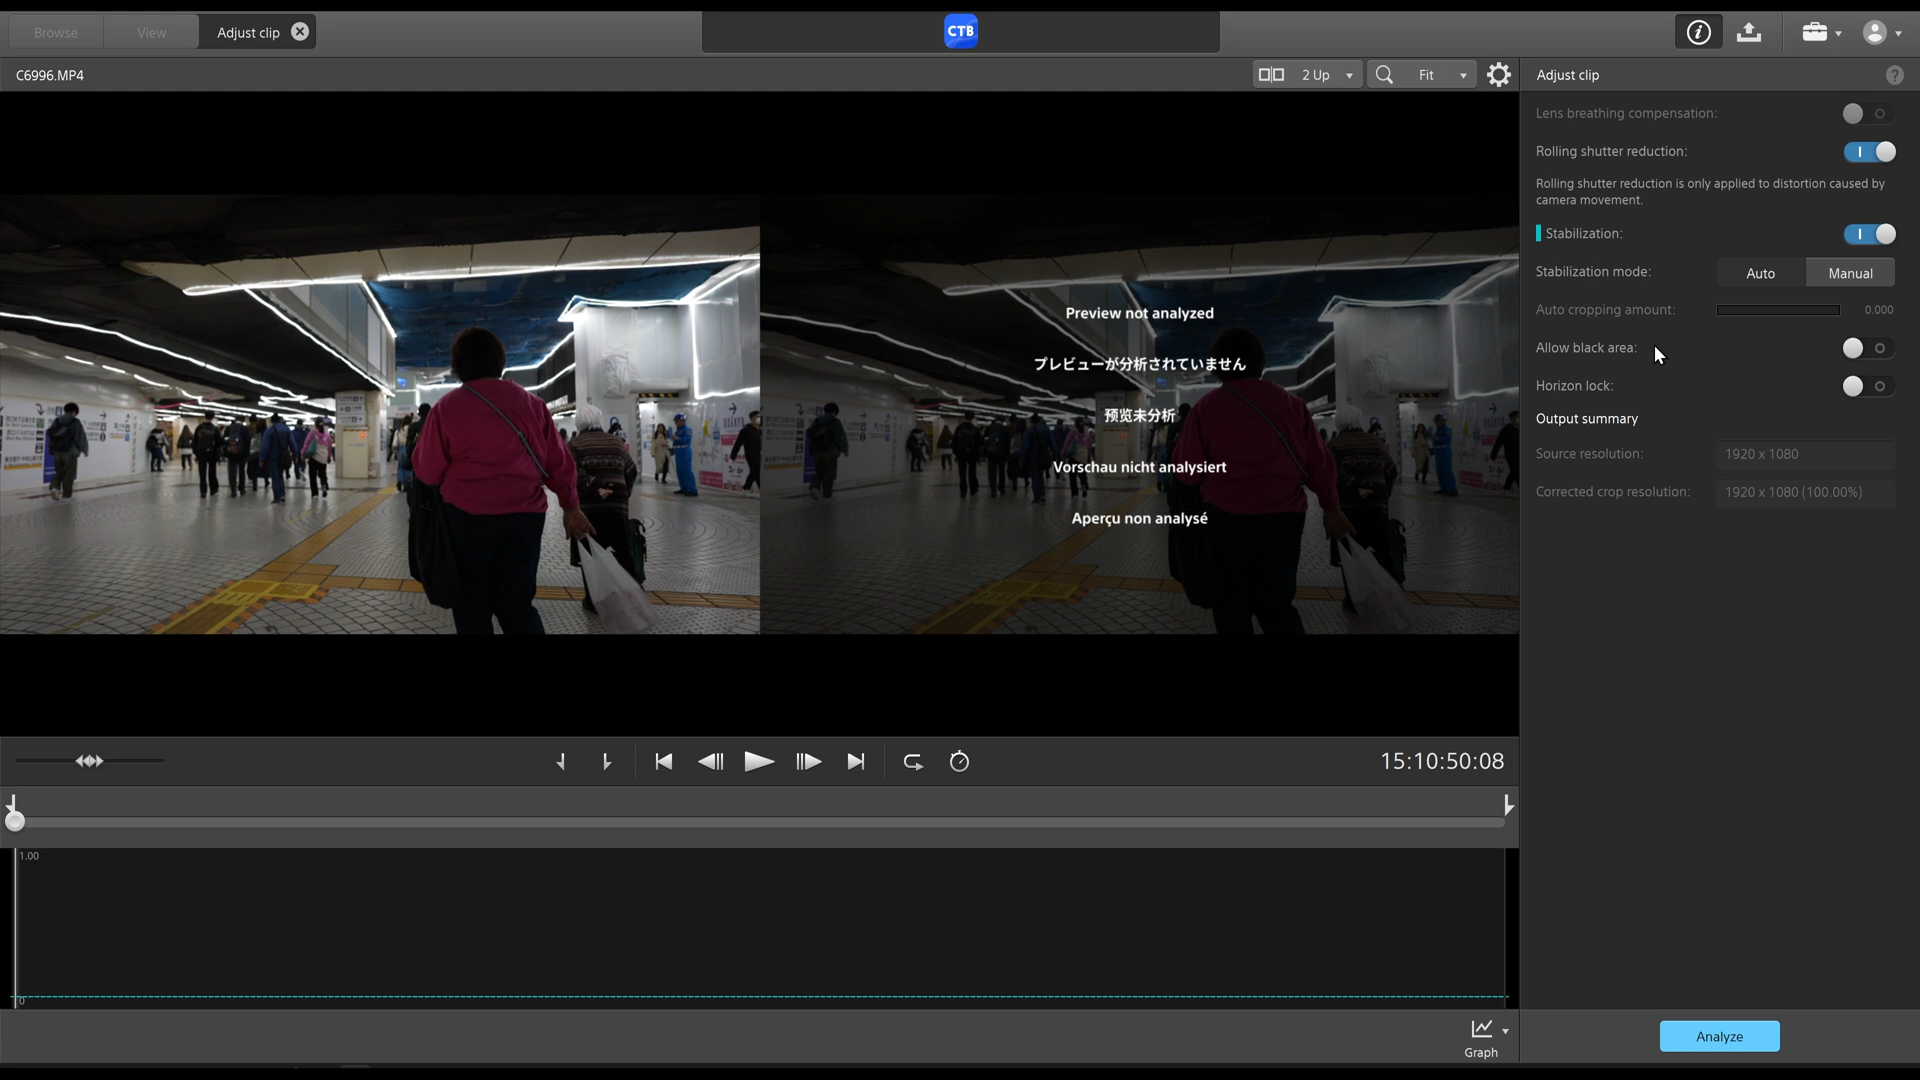 Browse
View
Adjust clip
CTB
C6996.MP4
2 Up
Fit
Adjust clip
Lens breathing compensation:
Rolling shutter reduction:
Rolling shutter reduction is only applied to distortion caused by
camera movement.
Stabilization:
Stabilization mode:
Auto
Manual
Auto cropping amount:
0.000
Allow black area:
Horizon lock:
Output summary
Source resolution:
1920 x 1080
Corrected crop resolution:
1920 x 1080 (100.00%)
Preview not analyzed
プレビューが分析されていません
预览未分析
Vorschau nicht analysiert
Aperçu non analysé
15:10:50:08
1.00
0
Graph
Analyze